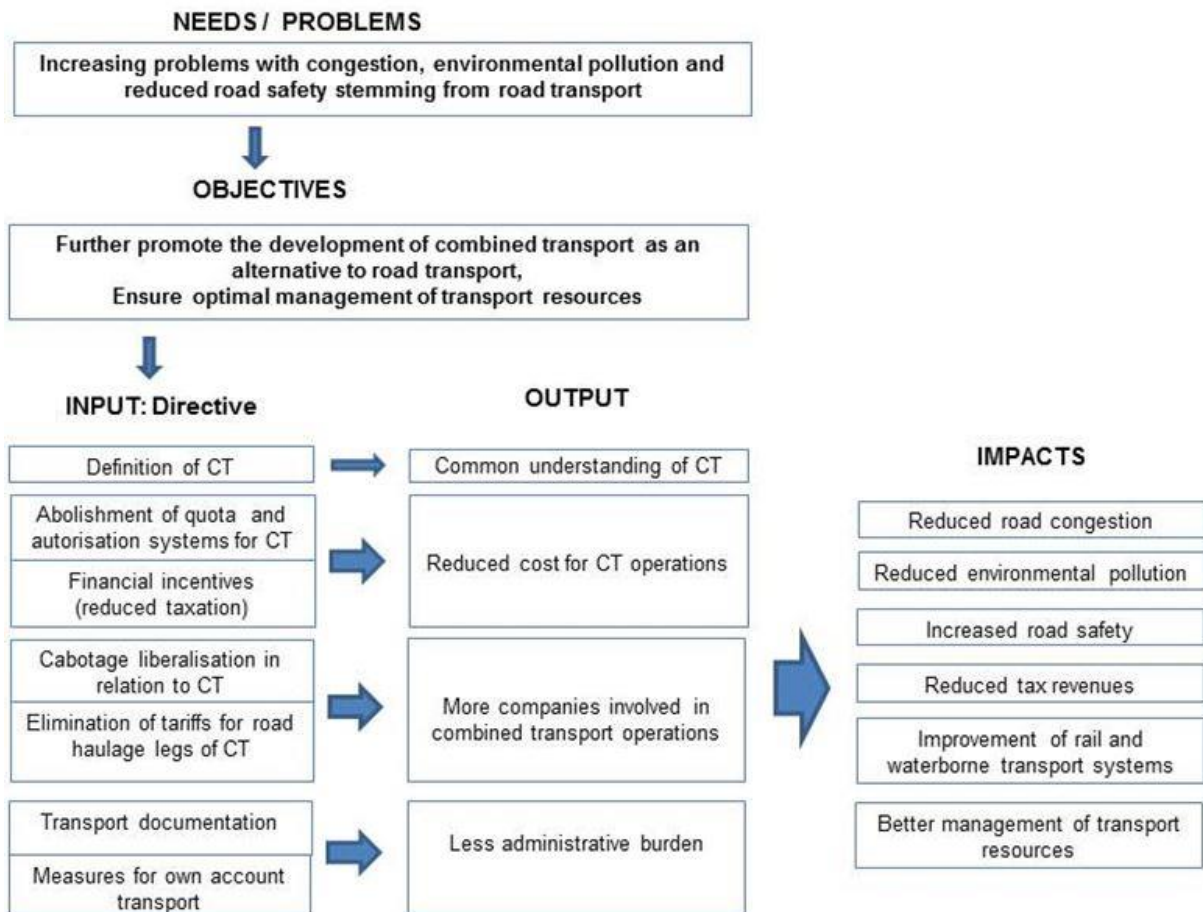 NEEDS / PROBLEMS
Increasing problems with congestion, environmental pollution and
reduced road safety stemming from road transport
OBJECTIVES
Further promote the development of combined transport as an
alternative to road transport,
Ensure optimal management of transport resources
INPUT: Directive
OUTPUT
IMPACTS
Definition of CT
Common understanding of CT
Abolishment of quota and
autorisation systems for CT
Financial incentives
(reduced taxation)
Reduced cost for CT operations
Cabotage liberalisation in
relation to CT
Elimination of tariffs for road
haulage legs of CT
More companies involved in
combined transport operations
Transport documentation
Measures for own account
transport
Less administrative burden
Reduced road congestion
Reduced environmental pollution
Increased road safety
Reduced tax revenues
Improvement of rail and
waterborne transport systems
Better management of transport
resources